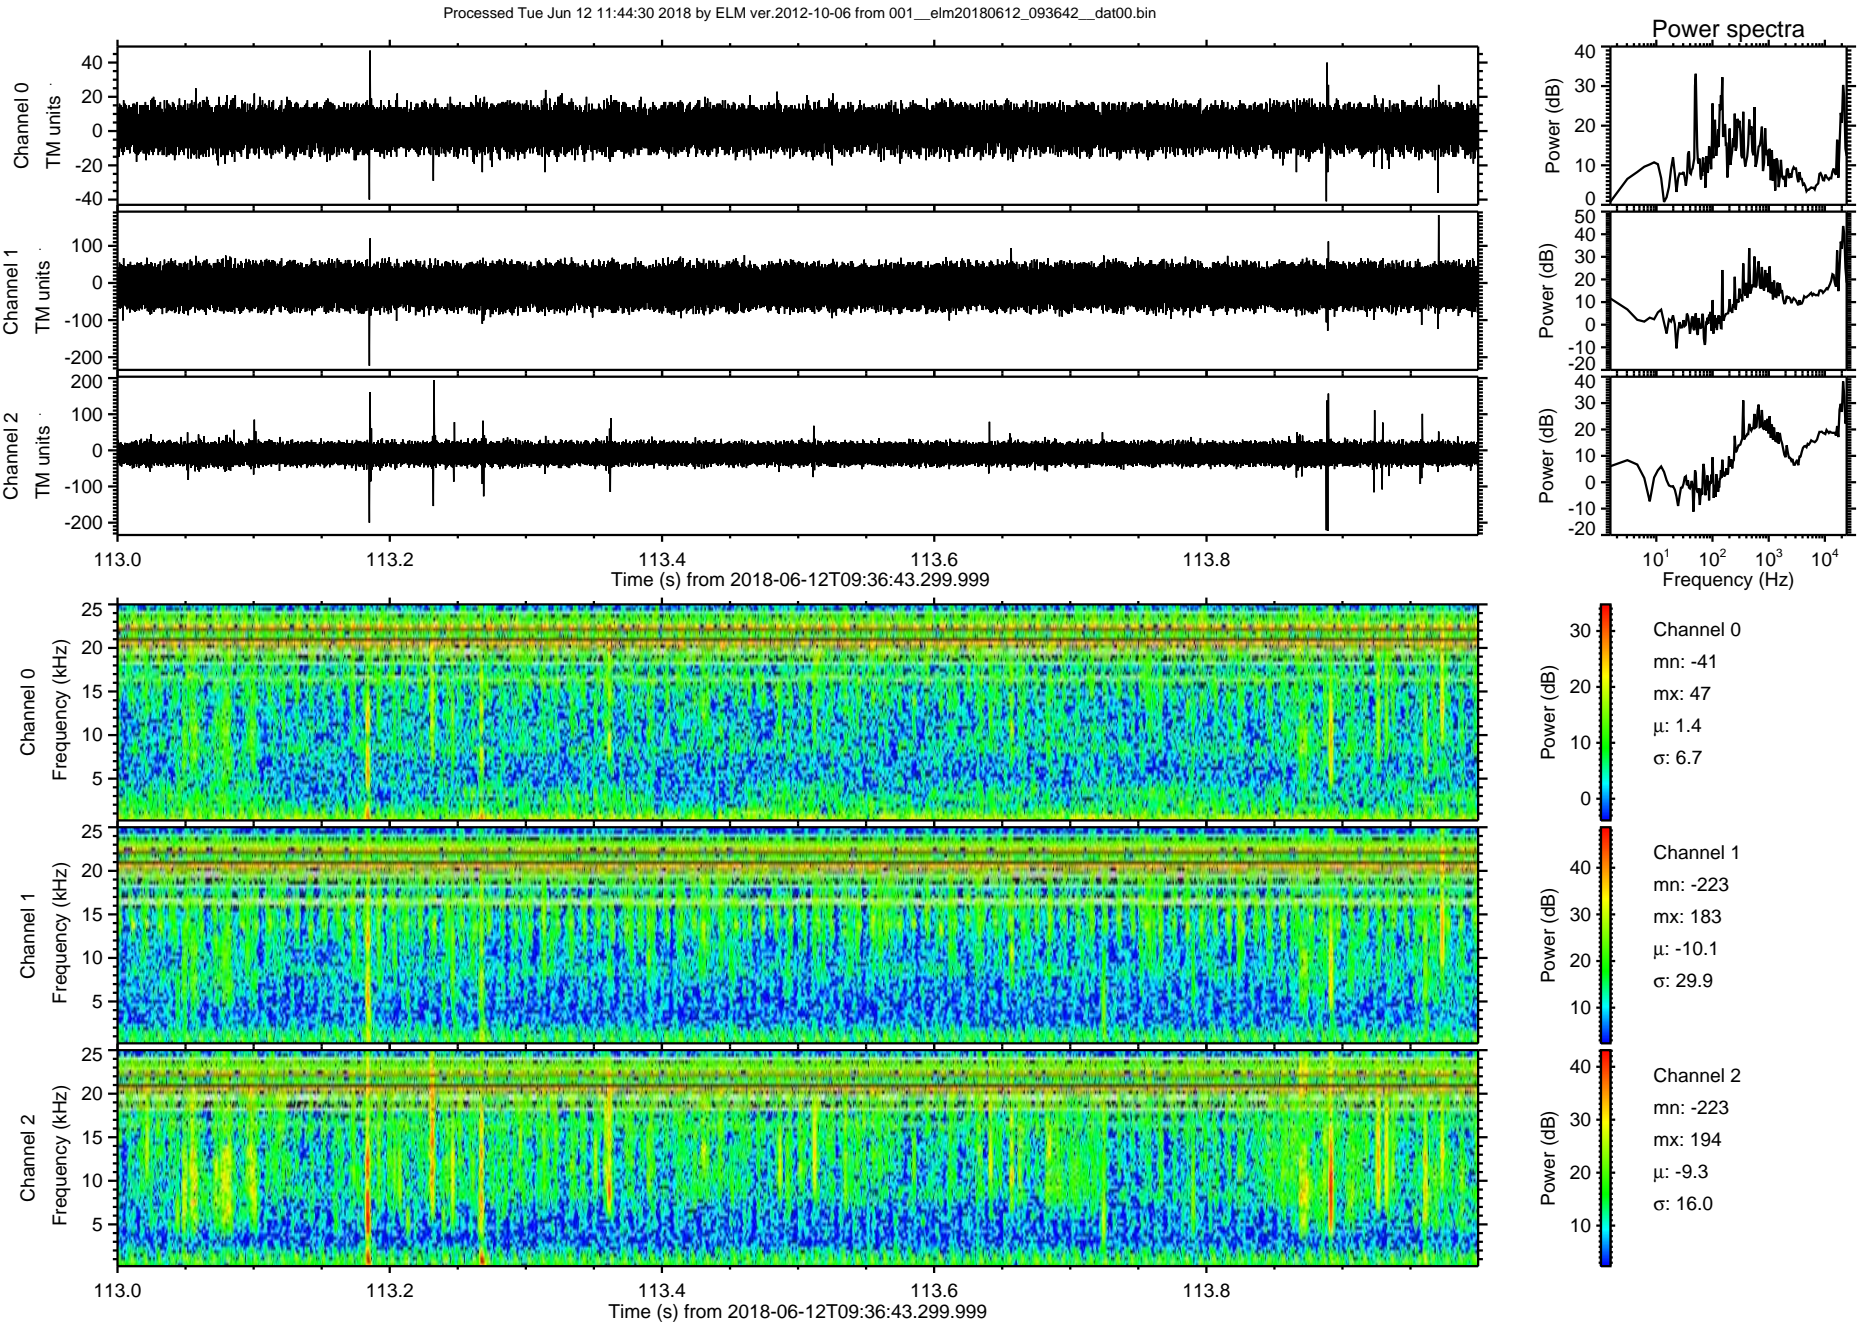 Processed Tue Jun 12 11:44:30 2018 by ELM ver.2012-10-06 from 001__elm20180612_093642__dat00.bin
Power spectra
Channel 0
TM units
40
20
0
-20
-40
Power (dB)
40
30
20
10
0
Channel 1
TM units
100
0
-100
-200
Power (dB)
50
40
30
20
10
0
-10
-20
Channel 2
TM units
200
100
0
-100
-200
Power (dB)
40
30
20
10
0
-10
-20
113.0 113.2 113.4 113.6 113.8
Time (s) from 2018-06-12T09:36:43.299.999
10¹ 10² 10³ 10⁴
Frequency (Hz)
Channel 0
Frequency (kHz)
25
20
15
10
5
Power (dB)
30
20
10
0
Channel 0
mn: -41
mx: 47
µ: 1.4
σ: 6.7
Channel 1
Frequency (kHz)
25
20
15
10
5
Power (dB)
40
30
20
10
Channel 1
mn: -223
mx: 183
µ: -10.1
σ: 29.9
Channel 2
Frequency (kHz)
25
20
15
10
5
Power (dB)
40
30
20
10
Channel 2
mn: -223
mx: 194
µ: -9.3
σ: 16.0
113.0 113.2 113.4 113.6 113.8
Time (s) from 2018-06-12T09:36:43.299.999